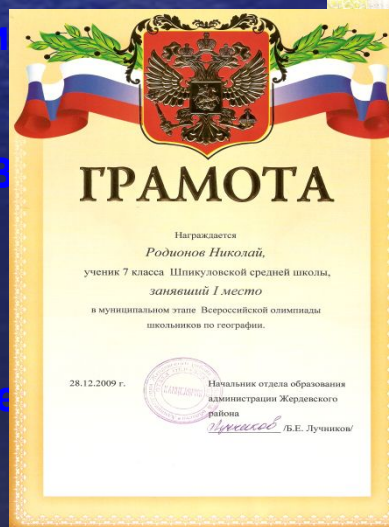 ГРАМОТА
Награждается
Родионов Николай,
ученик 7 класса Шпикуловской средней школы,
занявший I место
в муниципальном этапе Всероссийской олимпиады
школьников по географии.
28.12.2009 г.
Начальник отдела образования
администрации Жердевского
района
/Б.Е. Лучников/